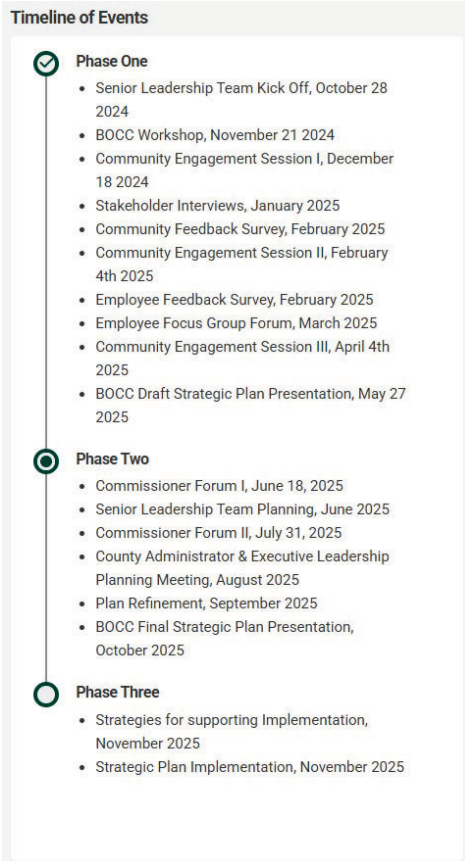 Timeline of Events
Phase One
Senior Leadership Team Kick Off, October 28
2024
BOCC Workshop, November 21 2024
Community Engagement Session I, December
18 2024
Stakeholder Interviews, January 2025
Community Feedback Survey, February 2025
Community Engagement Session II, February
4th 2025
Employee Feedback Survey, February 2025
Employee Focus Group Forum, March 2025
Community Engagement Session III, April 4th
2025
BOCC Draft Strategic Plan Presentation, May 27
2025
Phase Two
Commissioner Forum I, June 18, 2025
Senior Leadership Team Planning, June 2025
Commissioner Forum II, July 31, 2025
County Administrator & Executive Leadership
Planning Meeting, August 2025
Plan Refinement, September 2025
BOCC Final Strategic Plan Presentation,
October 2025
Phase Three
Strategies for supporting Implementation,
November 2025
Strategic Plan Implementation, November 2025